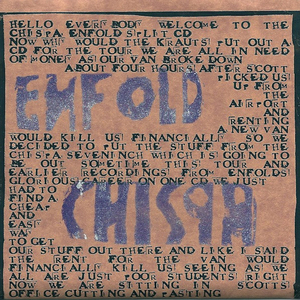 HELLO EVERYBODY WELCOME TO THE
CHISPA ENFOLD SPLIT CD
NOW WHY WOULD THE KRAUTS PUT OUT A
CD FOR THE TOUR WE ARE ALL IN NEED
OF MONEY AS OUR VAN BROKE DOWN
ABOUT FOUR HOURS AFTER SCOTT
PICKED US
UP FROM
THE
AIRPORT
AND
RENTING
A NEW VAN
ENFOLD
WOULD KILL US FINANCIALLY SO WE
DECIDED TO PUT THE STUFF FROM THE
CHISPA SEVENINCH WHICH IS GOING TO
BE OUT SOMETIME THIS TOUR AND
EARLIER RECORDINGS FROM ENFOLDS
GLORIOUS CAREER ON ONE CD WE JUST
HAD TO
FIND A
CHEAP
AND
EASY
WAY
TO GET
CHISPA
OUR STUFF OUT THERE AND LIKE I SAID
THE RENT FOR THE VAN WOULD
FINANCIALLY KILL US SEEING AS WE
ALL ARE JUST POOR STUDENTS RIGHT
NOW WE ARE SITTING IN SCOTTS
OFFICE CUTTING AND PASTING